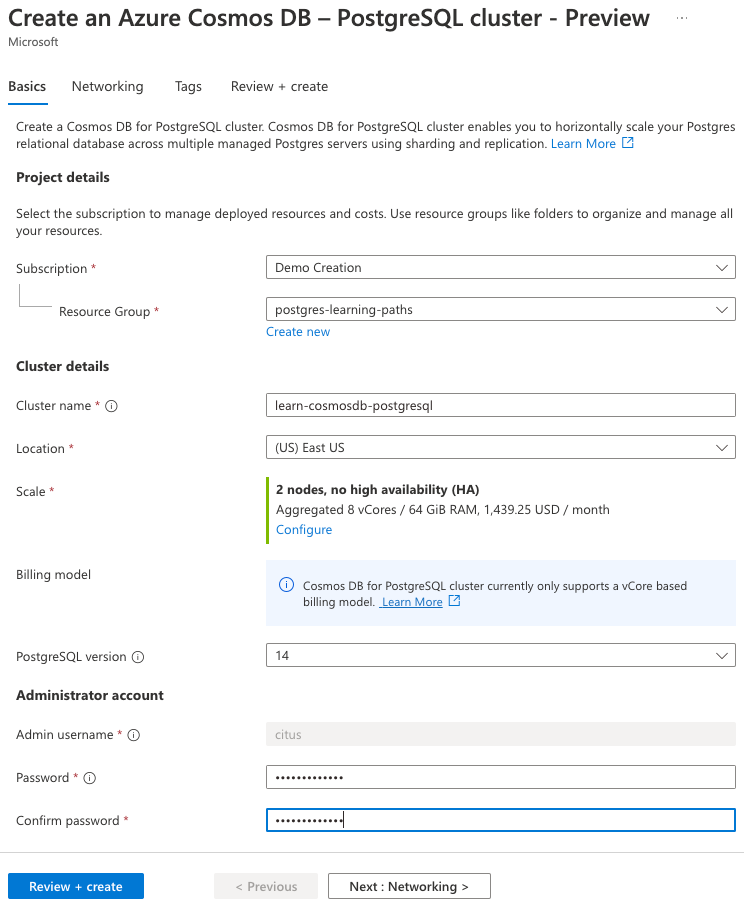 Create an Azure Cosmos DB – PostgreSQL cluster - Preview ...
Microsoft
Basics Networking Tags Review + create
Create a Cosmos DB for PostgreSQL cluster. Cosmos DB for PostgreSQL cluster enables you to horizontally scale your Postgres
relational database across multiple managed Postgres servers using sharding and replication. Learn More
Project details
Select the subscription to manage deployed resources and costs. Use resource groups like folders to organize and manage all
your resources.
Subscription * Demo Creation
Resource Group * postgres-learning-paths
Create new
Cluster details
Cluster name * learn-cosmosdb-postgresql
Location * (US) East US
Scale * 2 nodes, no high availability (HA)
Aggregated 8 vCores / 64 GiB RAM, 1,439.25 USD / month
Configure
Billing model
Cosmos DB for PostgreSQL cluster currently only supports a vCore based
billing model. Learn More
PostgreSQL version 14
Administrator account
Admin username * citus
Password * •••••••••••••
Confirm password * •••••••••••••
Review + create < Previous Next : Networking >